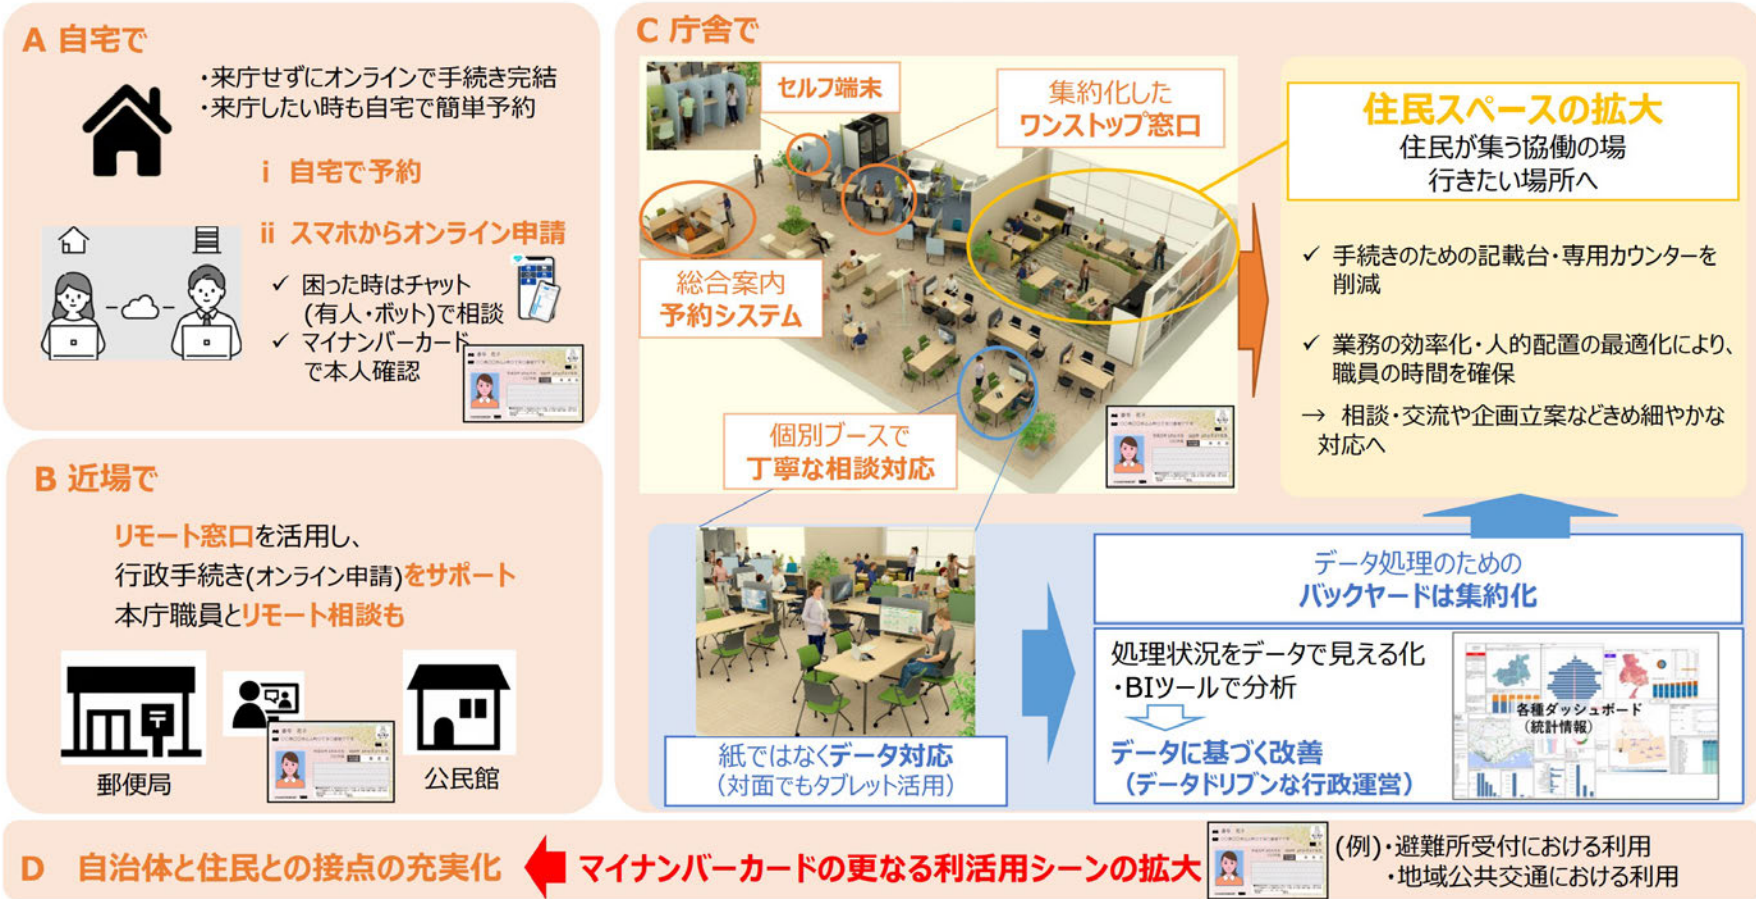 A 自宅で
・来庁せずにオンラインで手続き完結
・来庁したい時も自宅で簡単予約
i 自宅で予約
ii スマホからオンライン申請
✓ 困った時はチャット
(有人・ボット)で相談
✓ マイナンバーカード
で本人確認
B 近場で
リモート窓口を活用し、
行政手続き(オンライン申請)をサポート
本庁職員とリモート相談も
郵便局
公民館
C 庁舎で
セルフ端末
集約化した
ワンストップ窓口
総合案内
予約システム
個別ブースで
丁寧な相談対応
住民スペースの拡大
住民が集う協働の場
行きたい場所へ
✓ 手続きのための記載台・専用カウンターを
削減
✓ 業務の効率化・人的配置の最適化により、
職員の時間を確保
→ 相談・交流や企画立案などきめ細やかな
対応へ
紙ではなくデータ対応
(対面でもタブレット活用)
データ処理のための
バックヤードは集約化
処理状況をデータで見える化
・BIツールで分析
データに基づく改善
(データドリブンな行政運営)
各種ダッシュボード
(統計情報)
D 自治体と住民との接点の充実化
マイナンバーカードの更なる利活用シーンの拡大
(例)・避難所受付における利用
・地域公共交通における利用